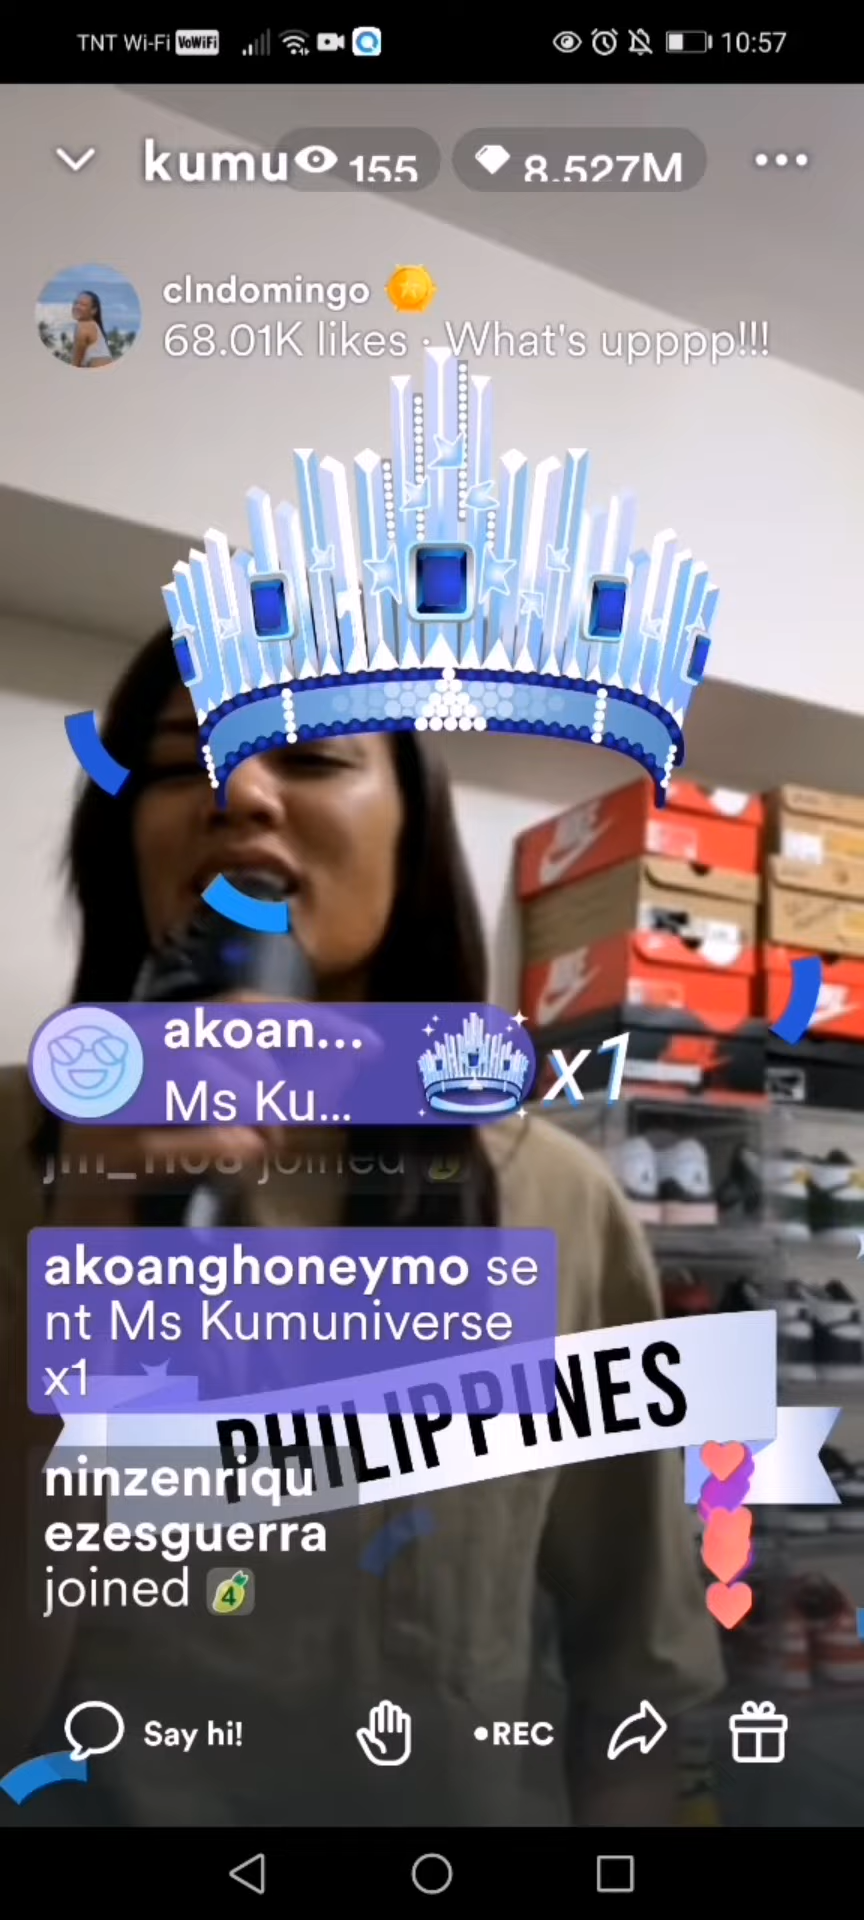 TNT Wi-Fi VoWiFi 10:57
kumu 155 8.527M
clndomingo
68.01K likes · What's upppp!!!
akoan...
Ms Ku... x1
joined
akoanghoneymo se
nt Ms Kumuniverse
x1
PHILIPPINES
ninzenriqu
ezesguerra
joined 4
Say hi! •REC